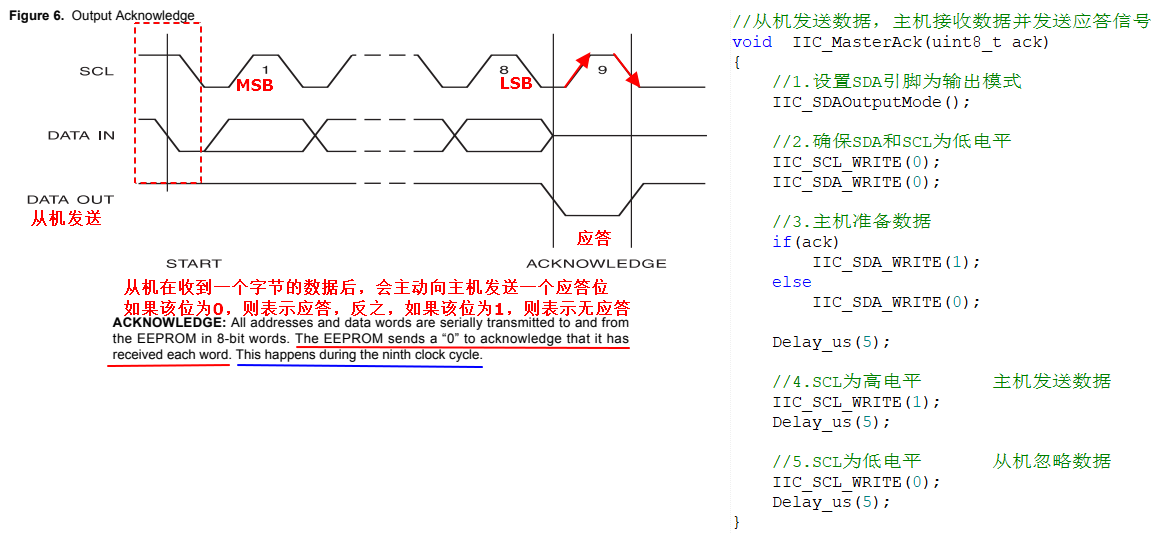 Figure 6. Output Acknowledge
SCL
1
MSB
8
LSB
9
DATA IN
DATA OUT
从机发送
应答
START
ACKNOWLEDGE
从机在收到一个字节的数据后，会主动向主机发送一个应答位
如果该位为0，则表示应答，反之，如果该位为1，则表示无应答
ACKNOWLEDGE: All addresses and data words are serially transmitted to and from
the EEPROM in 8-bit words. The EEPROM sends a “0” to acknowledge that it has
received each word. This happens during the ninth clock cycle.
//从机发送数据，主机接收数据并发送应答信号
void  IIC_MasterAck(uint8_t ack)
{
    //1.设置SDA引脚为输出模式
    IIC_SDAOutputMode();
    //2.确保SDA和SCL为低电平
    IIC_SCL_WRITE(0);
    IIC_SDA_WRITE(0);
    //3.主机准备数据
    if(ack)
        IIC_SDA_WRITE(1);
    else
        IIC_SDA_WRITE(0);
    Delay_us(5);
    //4.SCL为高电平       主机发送数据
    IIC_SCL_WRITE(1);
    Delay_us(5);
    //5.SCL为低电平       从机忽略数据
    IIC_SCL_WRITE(0);
    Delay_us(5);
}